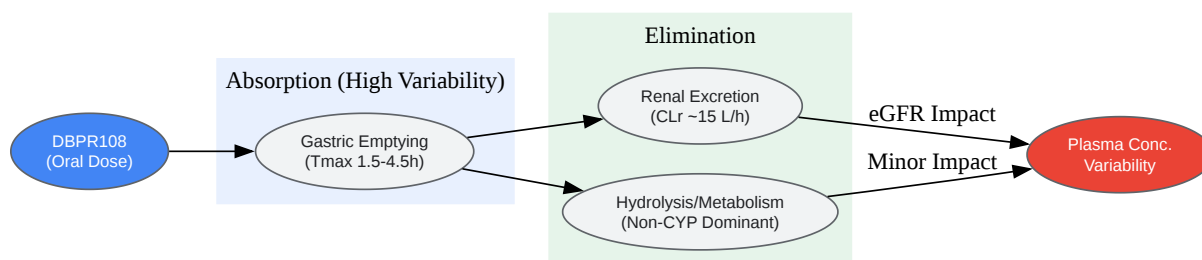 DBPR108
(Oral Dose)
Absorption (High Variability)
Gastric Emptying
(Tmax 1.5-4.5h)
Elimination
Renal Excretion
(CLr ~15 L/h)
Hydrolysis/Metabolism
(Non-CYP Dominant)
eGFR Impact
Minor Impact
Plasma Conc.
Variability